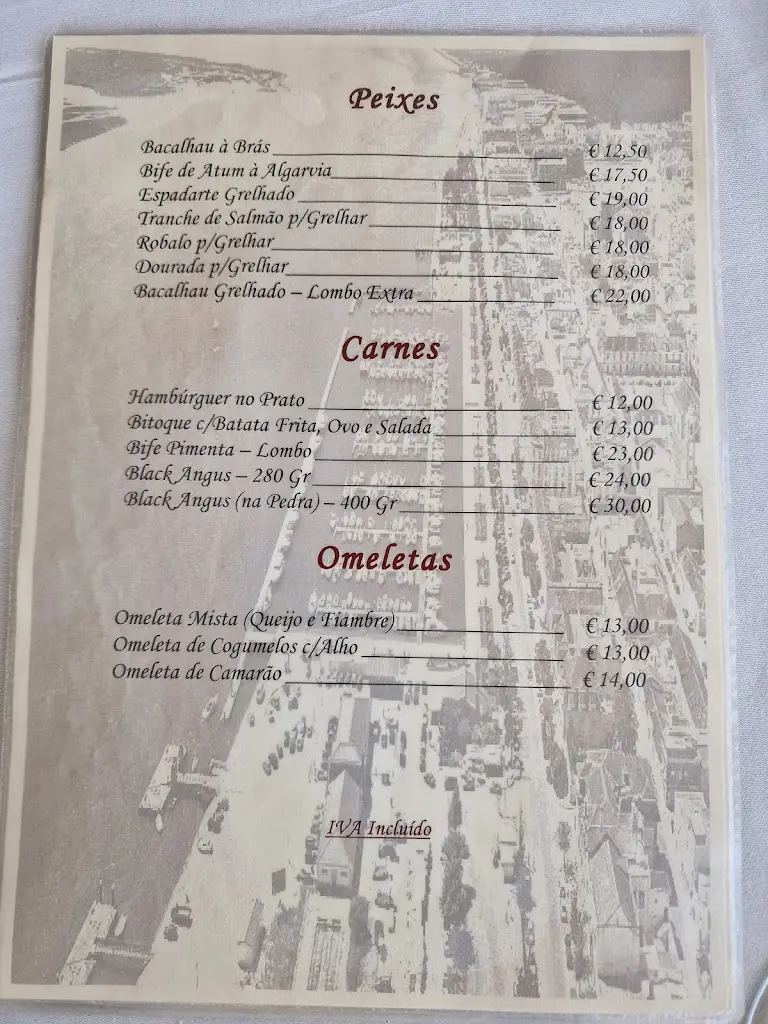 Peixes
Bacalhau à Brás € 12,50
Bife de Atum à Algarvia € 17,50
Espadarte Grelhado € 19,00
Tranche de Salmão p/Grelhar € 18,00
Robalo p/Grelhar € 18,00
Dourada p/Grelhar € 18,00
Bacalhau Grelhado – Lombo Extra € 22,00
Carnes
Hambúrguer no Prato € 12,00
Bitoque c/Batata Frita, Ovo e Salada € 13,00
Bife Pimenta – Lombo € 23,00
Black Angus – 280 Gr € 24,00
Black Angus (na Pedra) – 400 Gr € 30,00
Omeletas
Omeleta Mista (Queijo e Fiambre) € 13,00
Omeleta de Cogumelos c/Alho € 13,00
Omeleta de Camarão € 14,00
IVA Incluído